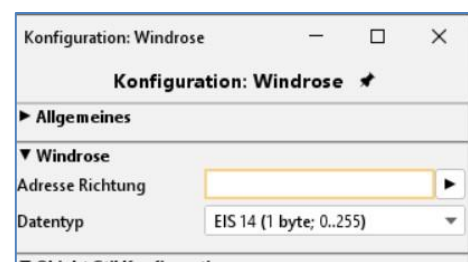 Konfiguration: Windrose
Konfiguration: Windrose
Allgemeines
Windrose
Adresse Richtung
Datentyp EIS 14 (1 byte; 0..255)